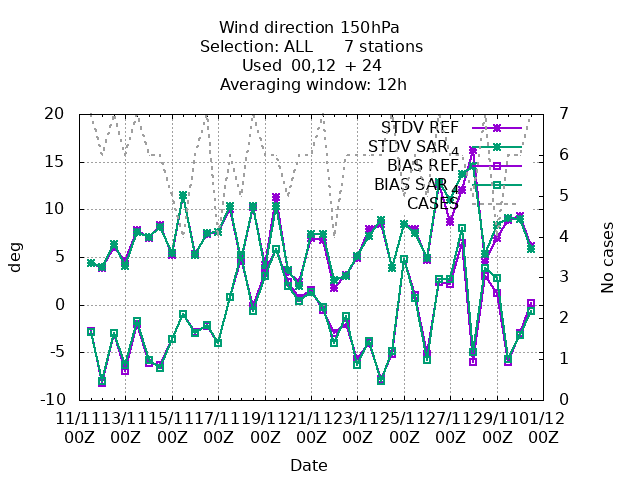 Wind direction 150hPa
Selection: ALL 7 stations
Used 00,12 + 24
Averaging window: 12h
20 7
STDV REF
STDV SAR_4
15 6
BIAS REF
BIAS SAR_4
5
CASES
10
4
5
3
0
2
-5
1
-10 0
deg
No cases
11/11 13/11 15/11 17/11 19/11 21/11 23/11 25/11 27/11 29/11 01/12
00Z 00Z 00Z 00Z 00Z 00Z 00Z 00Z 00Z 00Z 00Z
Date